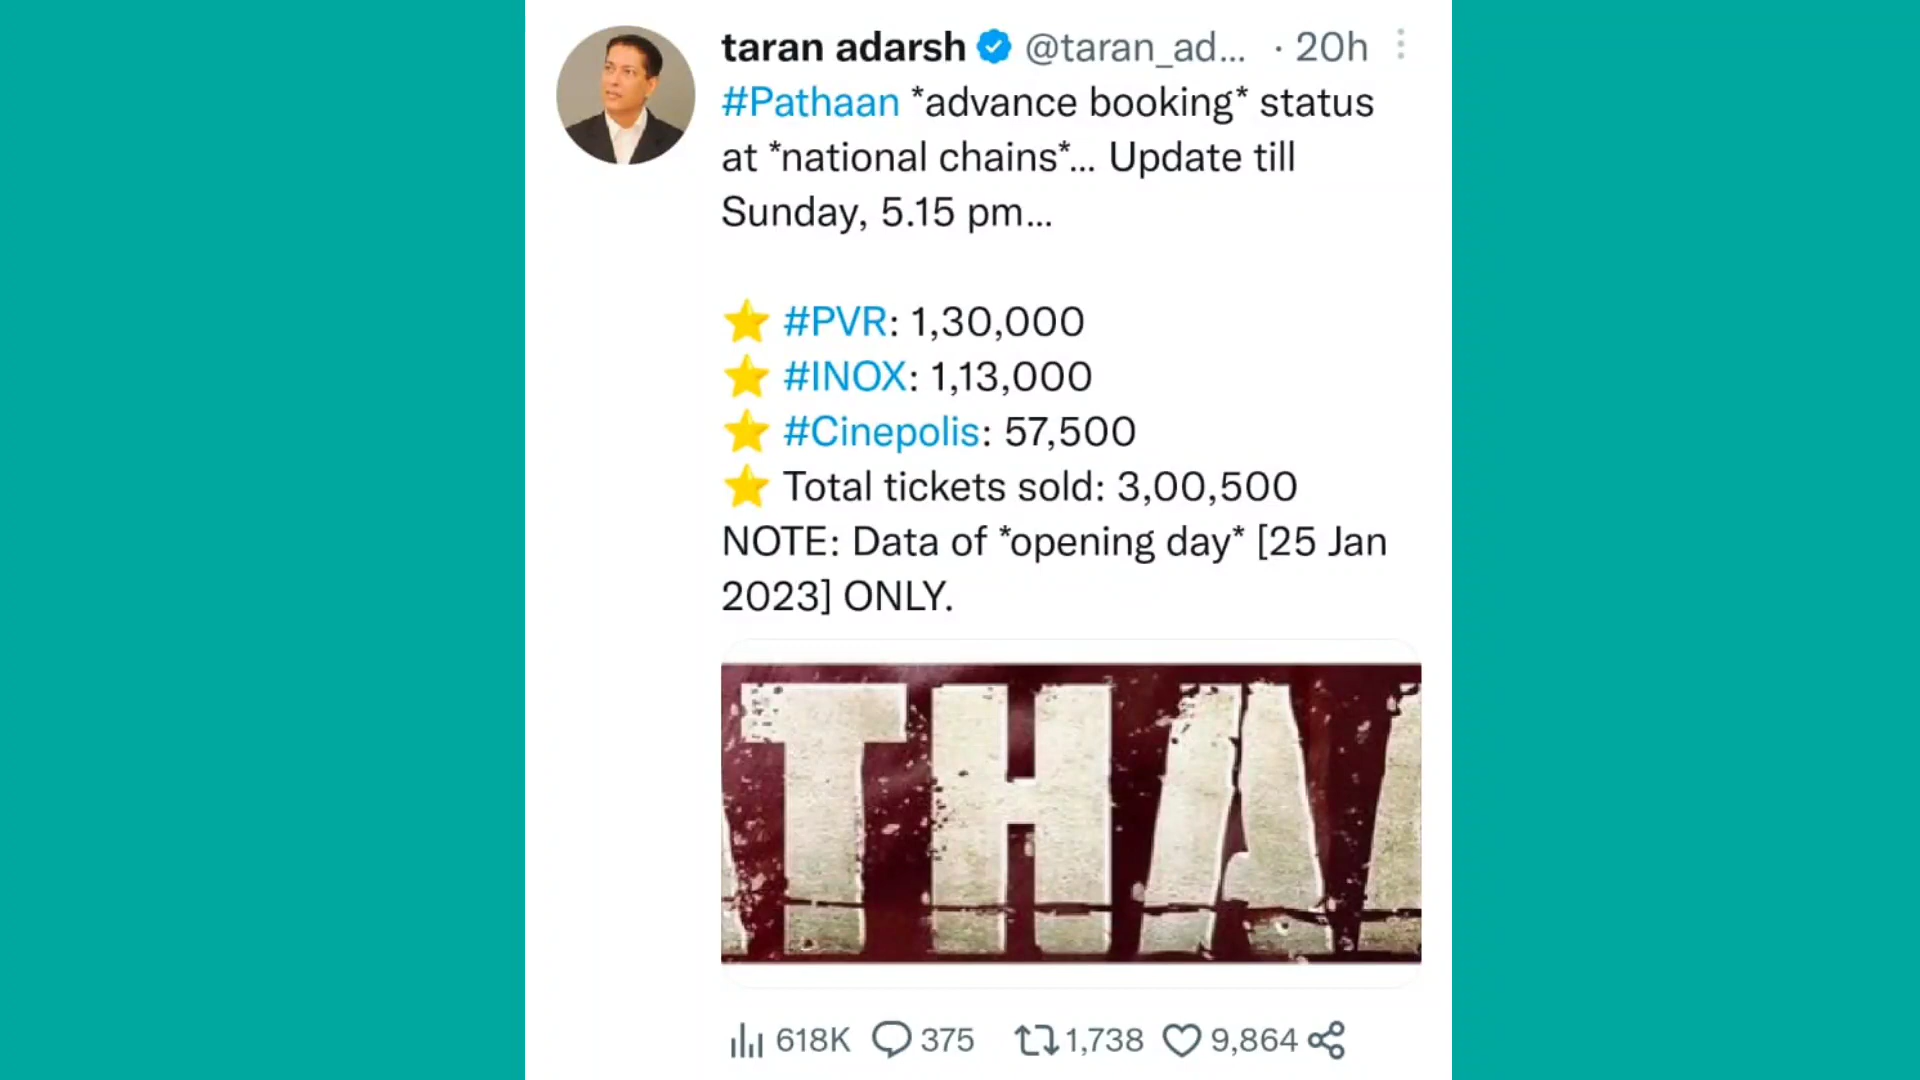 taran adarsh @taran_ad... · 20h
#Pathaan *advance booking* status
at *national chains*... Update till
Sunday, 5.15 pm...
⭐ #PVR: 1,30,000
⭐ #INOX: 1,13,000
⭐ #Cinepolis: 57,500
⭐ Total tickets sold: 3,00,500
NOTE: Data of *opening day* [25 Jan
2023] ONLY.
THA
618K 375 1,738 9,864